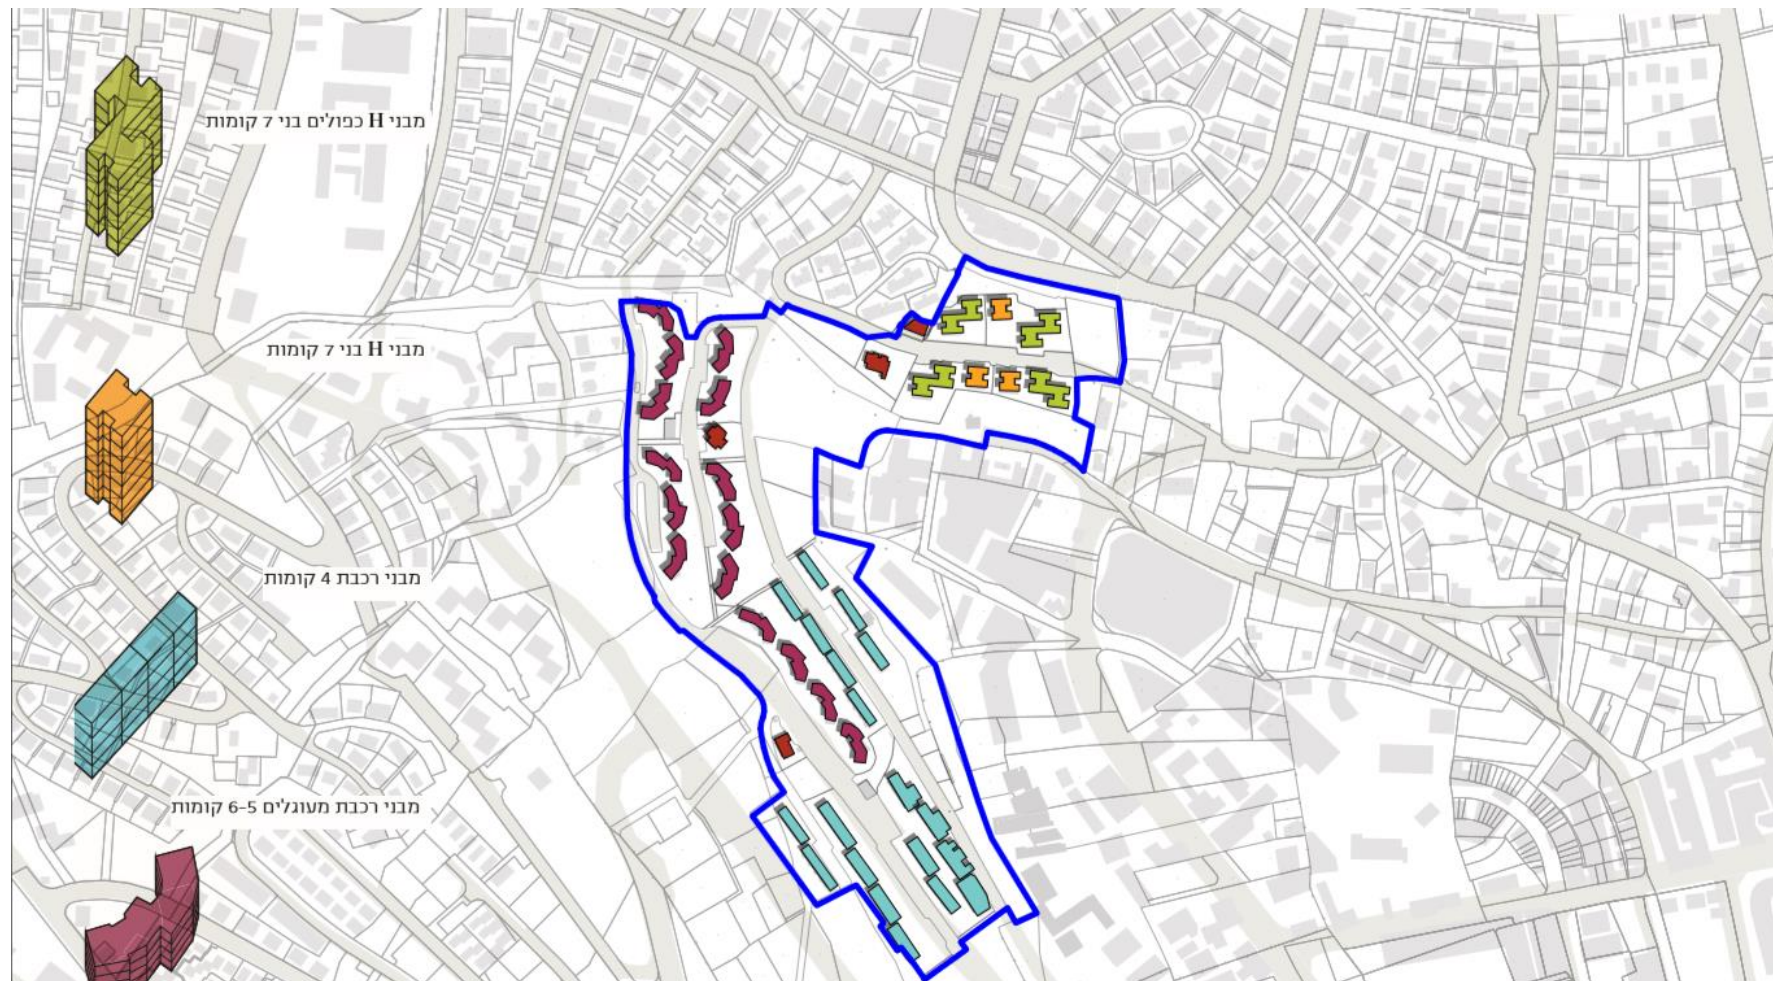 מבני H כפולים בני 7 קומות
מבני H בני 7 קומות
מבני רכבת 4 קומות
מבני רכבת מעוגלים 6-5 קומות